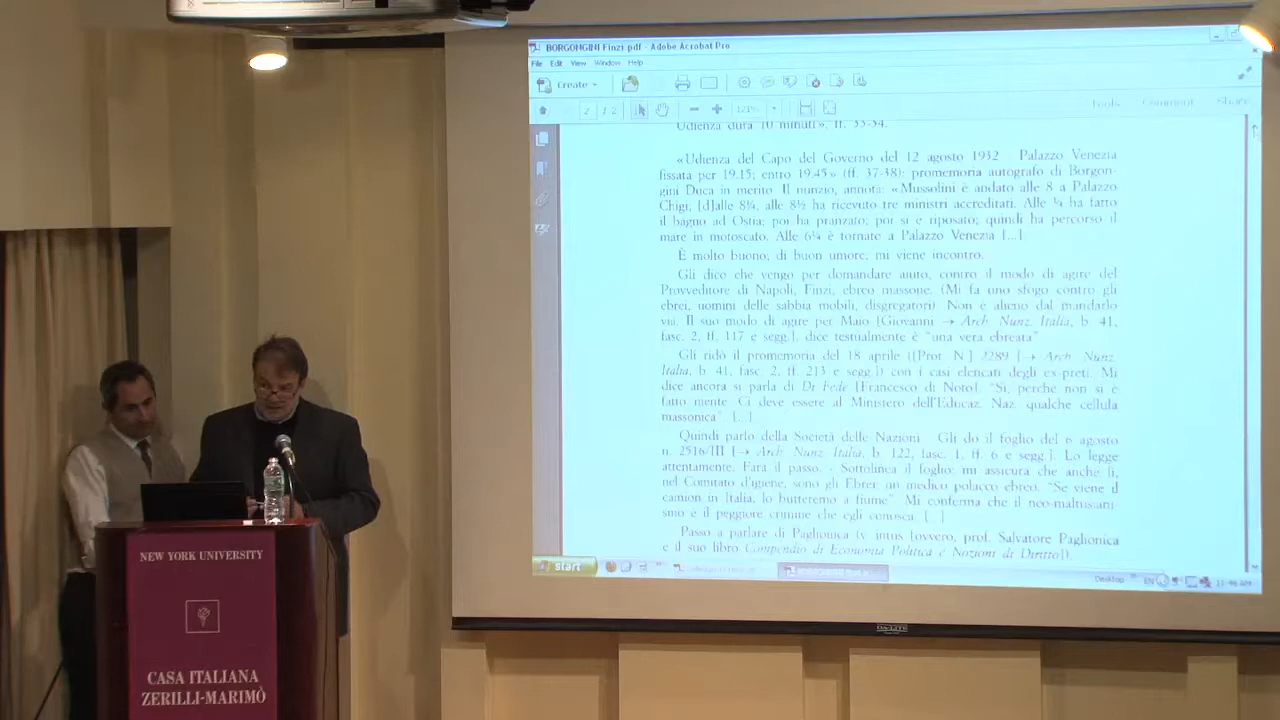 BORGONGINI Finzi.pdf - Adobe Acrobat Pro
File Edit View Window Help
Create
2 / 2 121%
Tools Comment Share
Udienza dura 10 minuti», ff. 33-34.
«Udienza del Capo del Governo del 12 agosto 1932 Palazzo Venezia
fissata per 19.15; entro 19.45» (ff. 37-48): promemoria autografo di Borgon-
gini Duca in merito. Il nunzio, annota: «Mussolini è andato alle 8 a Palazzo
Chigi, [d]alle 8¼, alle 8½ ha ricevuto tre ministri accreditati. Alle ¼ ha fatto
il bagno ad Ostia; poi ha pranzato; poi si è riposato; quindi ha percorso il
mare in motoscafo. Alle 6¼ è tornato a Palazzo Venezia [...].
È molto buono, di buon umore, mi viene incontro.
Gli dico che vengo per domandare aiuto, contro il modo di agire del
Provveditore di Napoli, Finzi, ebreo massone. (Mi fa uno sfogo contro gli
ebrei, uomini delle sabbia mobili, disgregatori) Non è alieno dal mandarlo
via. Il suo modo di agire per Maio [Giovanni → Arch. Nunz. Italia, b. 41,
fasc. 2, ff. 117 e segg.], dice testualmente è "una vera ebreata"
Gli ridò il promemoria del 18 aprile ([Prot. N.] 2289 [→ Arch. Nunz.
Italia, b. 41, fasc. 2, ff. 213 e segg.]) con i casi elencati degli ex-preti. Mi
dice ancora si parla di De Fede [Francesco di Noto]. "Sì, perché non si è
fatto niente. Ci deve essere al Ministero dell'Educaz. Naz. qualche cellula
massonica" [...]
Quindi parlo della Società delle Nazioni. Gli do il foglio del 6 agosto
n. 2516/III [→ Arch. Nunz. Italia, b. 122, fasc. 1, ff. 6 e segg.]. Lo legge
attentamente. Farà il passo. - Sottolinea il foglio; mi assicura che anche lì,
nel Comitato d'igiene, sono gli Ebrei: un medico polacco ebreo. "Se viene il
camion in Italia, lo butteremo a fiume" Mi conferma che il neo-maltusiani-
smo è il peggiore crimine che egli conosca. [...]
Passo a parlare di Paglionica (v. intus [ovvero, prof. Salvatore Paglionica
e il suo libro Compendio di Economia Politica e Nozioni di Diritto]).
start
Desktop EN
NEW YORK UNIVERSITY
CASA ITALIANA
ZERILLI-MARIMÒ
DA-LITE